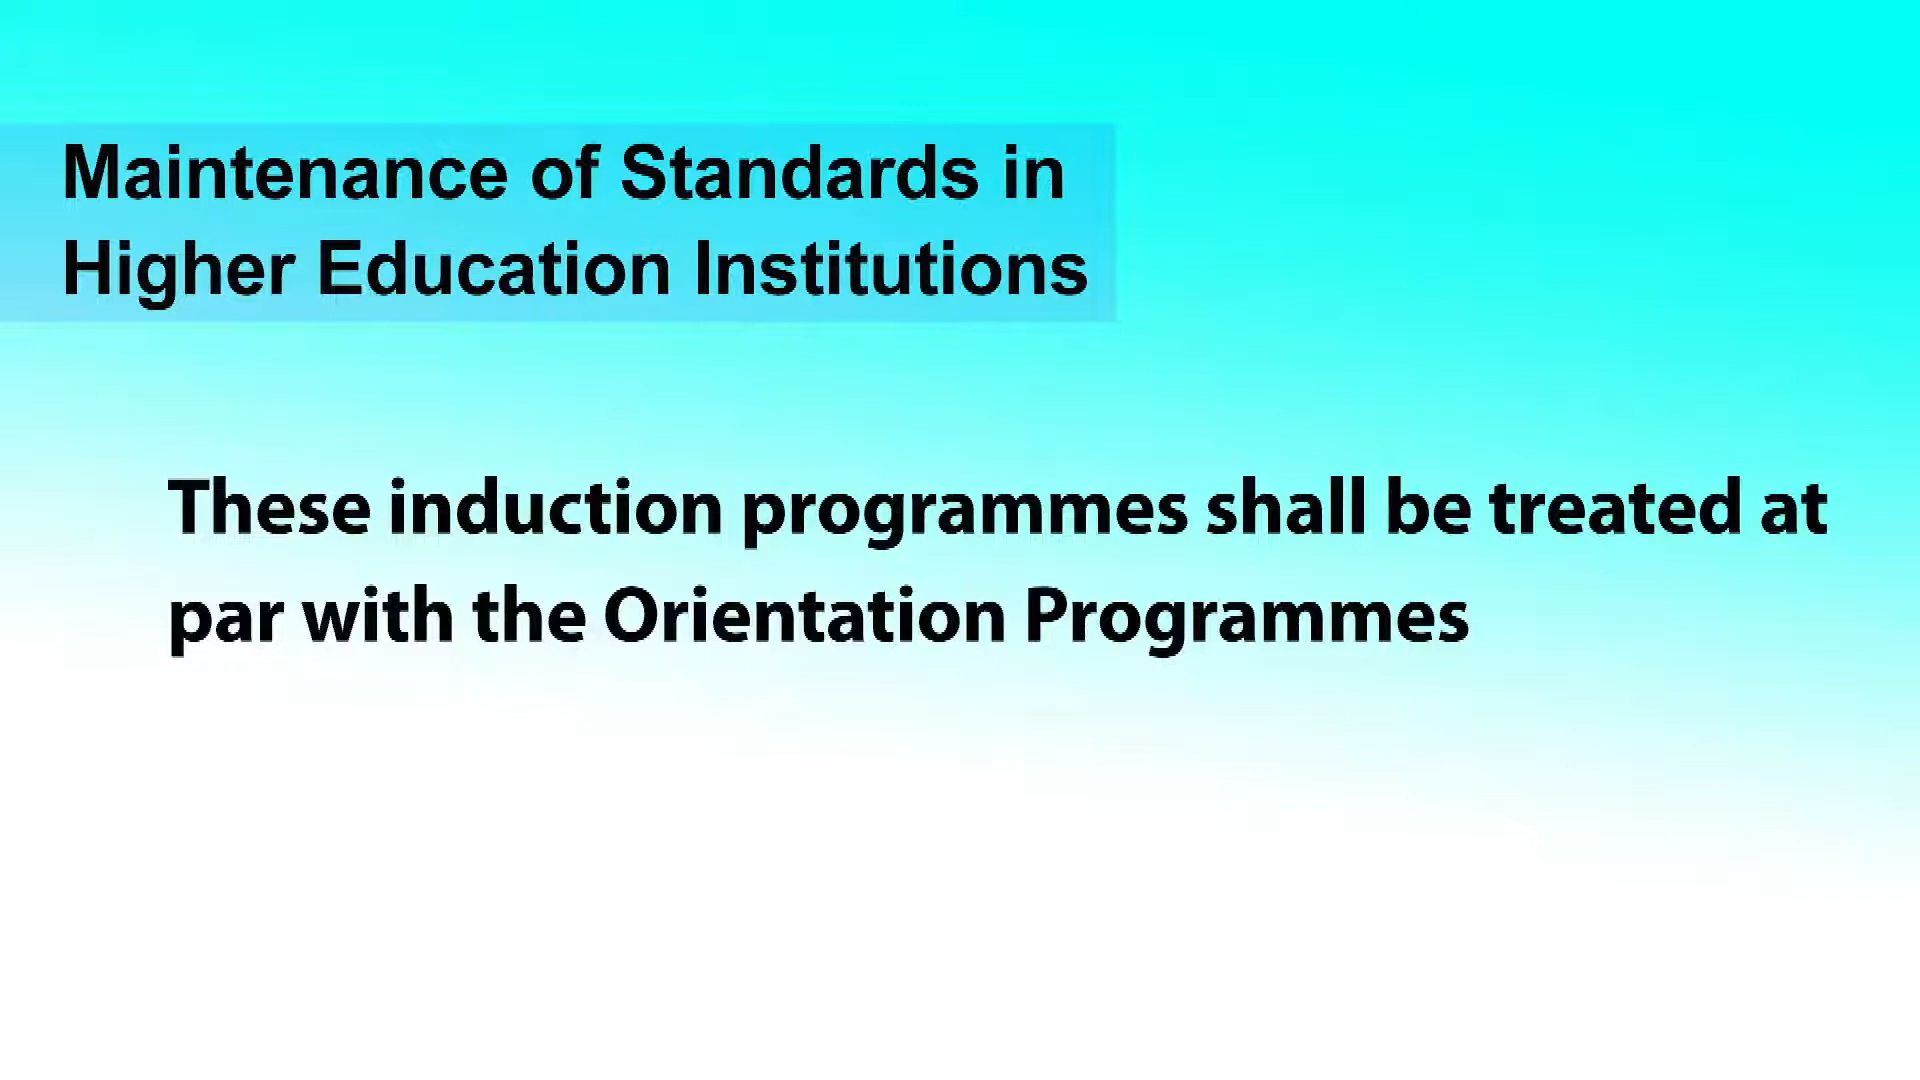 Maintenance of Standards in
Higher Education Institutions
These induction programmes shall be treated at
par with the Orientation Programmes